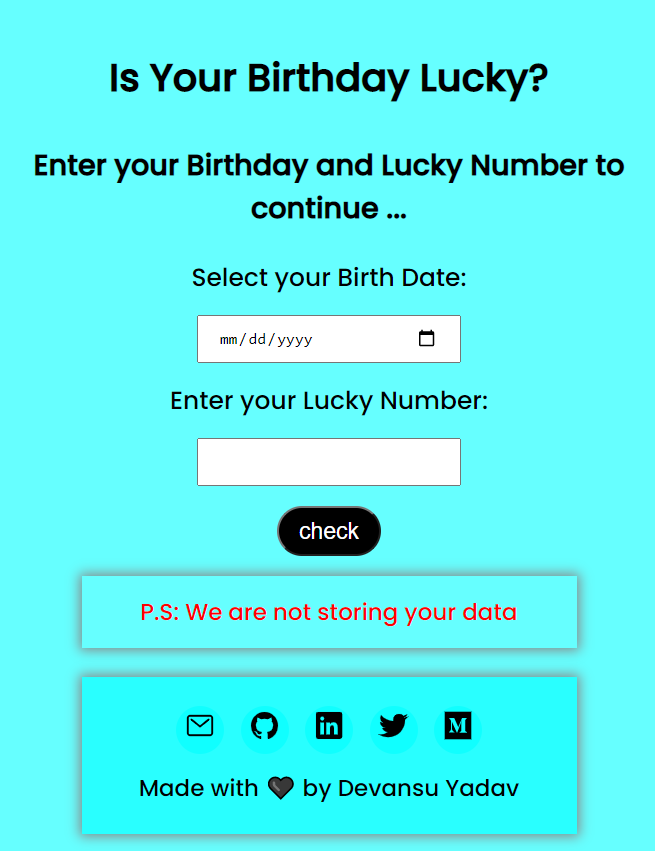 Is Your Birthday Lucky?
Enter your Birthday and Lucky Number to
continue ...
Select your Birth Date:
mm/dd/yyyy
Enter your Lucky Number:
check
P.S: We are not storing your data
in M
Made with 🖤 by Devansu Yadav